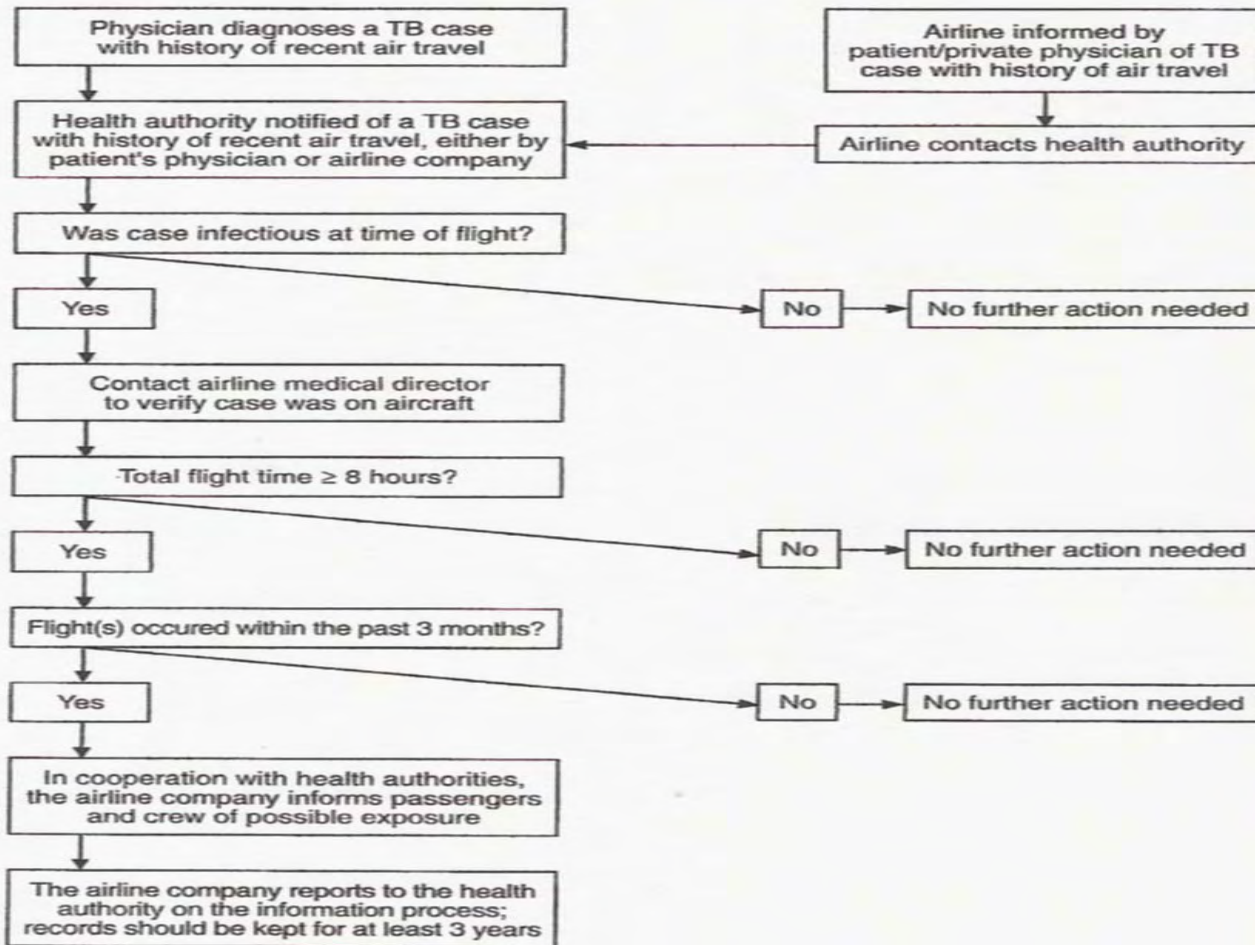 Physician diagnoses a TB case
with history of recent air travel
Airline informed by
patient/private physician of TB
case with history of air travel
Health authority notified of a TB case
with history of recent air travel, either by
patient's physician or airline company
Airline contacts health authority
Was case infectious at time of flight?
Yes
No
No further action needed
Contact airline medical director
to verify case was on aircraft
Total flight time ≥ 8 hours?
Yes
No
No further action needed
Flight(s) occured within the past 3 months?
Yes
No
No further action needed
In cooperation with health authorities,
the airline company informs passengers
and crew of possible exposure
The airline company reports to the health
authority on the information process;
records should be kept for at least 3 years